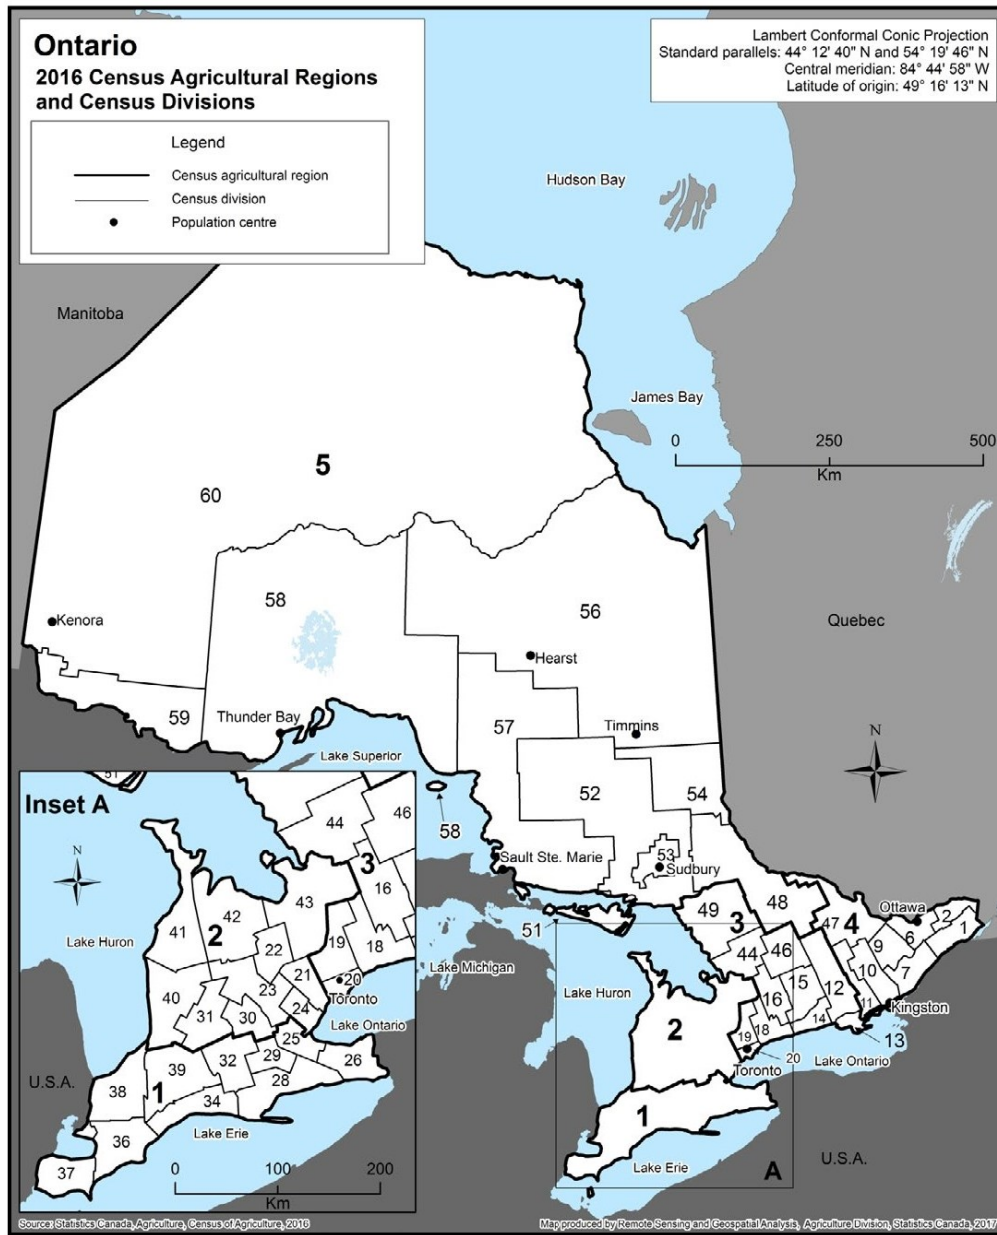 Ontario
2016 Census Agricultural Regions
and Census Divisions
Legend
Census agricultural region
Census division
Population centre
Lambert Conformal Conic Projection
Standard parallels: 44° 12' 40" N and 54° 19' 46" N
Central meridian: 84° 44' 58" W
Latitude of origin: 49° 16' 13" N
Hudson Bay
Manitoba
James Bay
0 250 500
Km
5
60
58
56
Kenora
Quebec
Hearst
59
Thunder Bay
57
Timmins
N
Lake Superior
52
54
58
Sault Ste. Marie
53
Sudbury
49
3
48
4
Ottawa
2
1
51
47
6
44
46
9
7
10
Lake Michigan
Lake Huron
15
12
16
11
Kingston
2
18
14
19
13
20
Lake Ontario
Toronto
1
Lake Erie
A
U.S.A.
Inset A
51
N
44
46
3
16
43
42
41
2
Lake Huron
19
18
22
21
20
40
23
Toronto
31
30
24
Lake Ontario
25
32
29
26
39
38
1
28
U.S.A.
34
36
Lake Erie
37
0 100 200
Km
Source: Statistics Canada, Agriculture, Census of Agriculture, 2016
Map produced by Remote Sensing and Geospatial Analysis, Agriculture Division, Statistics Canada, 2017